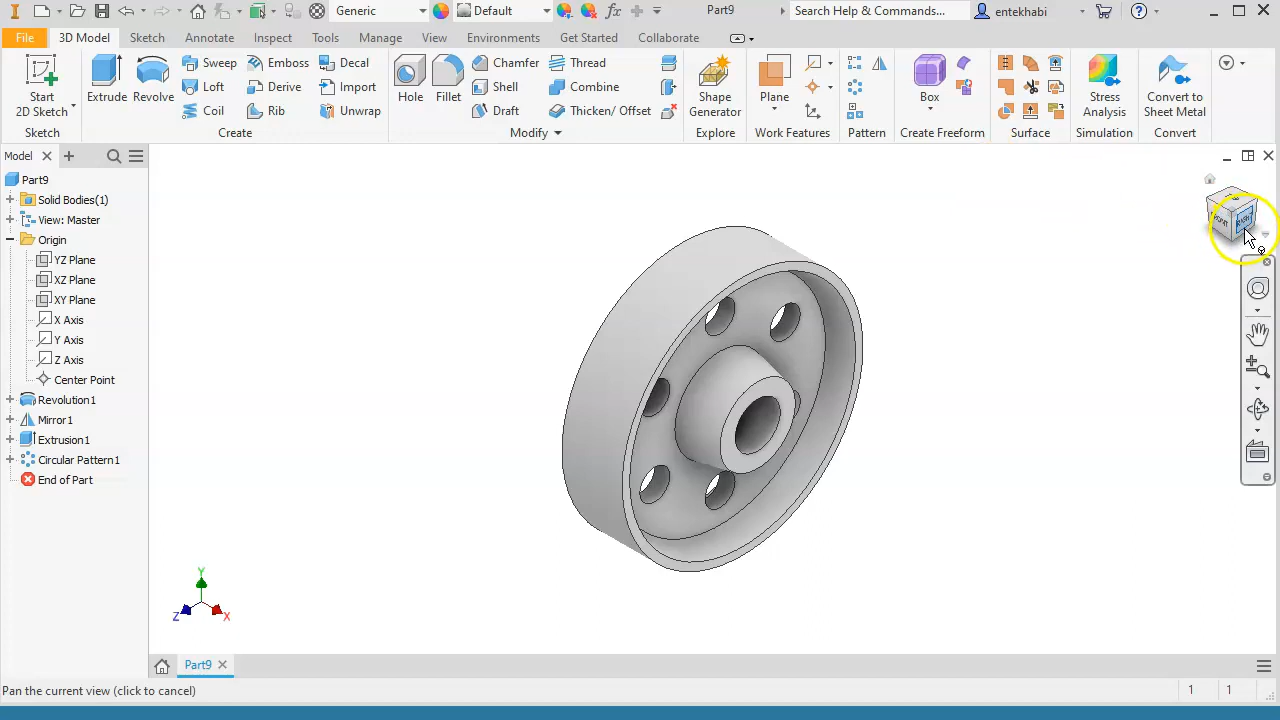 Generic
Default
fx
Part9
Search Help & Commands...
entekhabi
File
3D Model
Sketch
Annotate
Inspect
Tools
Manage
View
Environments
Get Started
Collaborate
Start
2D Sketch
Extrude
Revolve
Sweep
Loft
Coil
Emboss
Derive
Rib
Decal
Import
Unwrap
Hole
Fillet
Chamfer
Shell
Draft
Thread
Combine
Thicken/ Offset
Shape
Generator
Plane
Box
Stress
Analysis
Convert to
Sheet Metal
Sketch
Create
Modify
Explore
Work Features
Pattern
Create Freeform
Surface
Simulation
Convert
Model
Part9
Solid Bodies(1)
View: Master
Origin
YZ Plane
XZ Plane
XY Plane
X Axis
Y Axis
Z Axis
Center Point
Revolution1
Mirror1
Extrusion1
Circular Pattern1
End of Part
FRONT
RIGHT
Y
Z
X
Part9
Pan the current view (click to cancel)
1
1